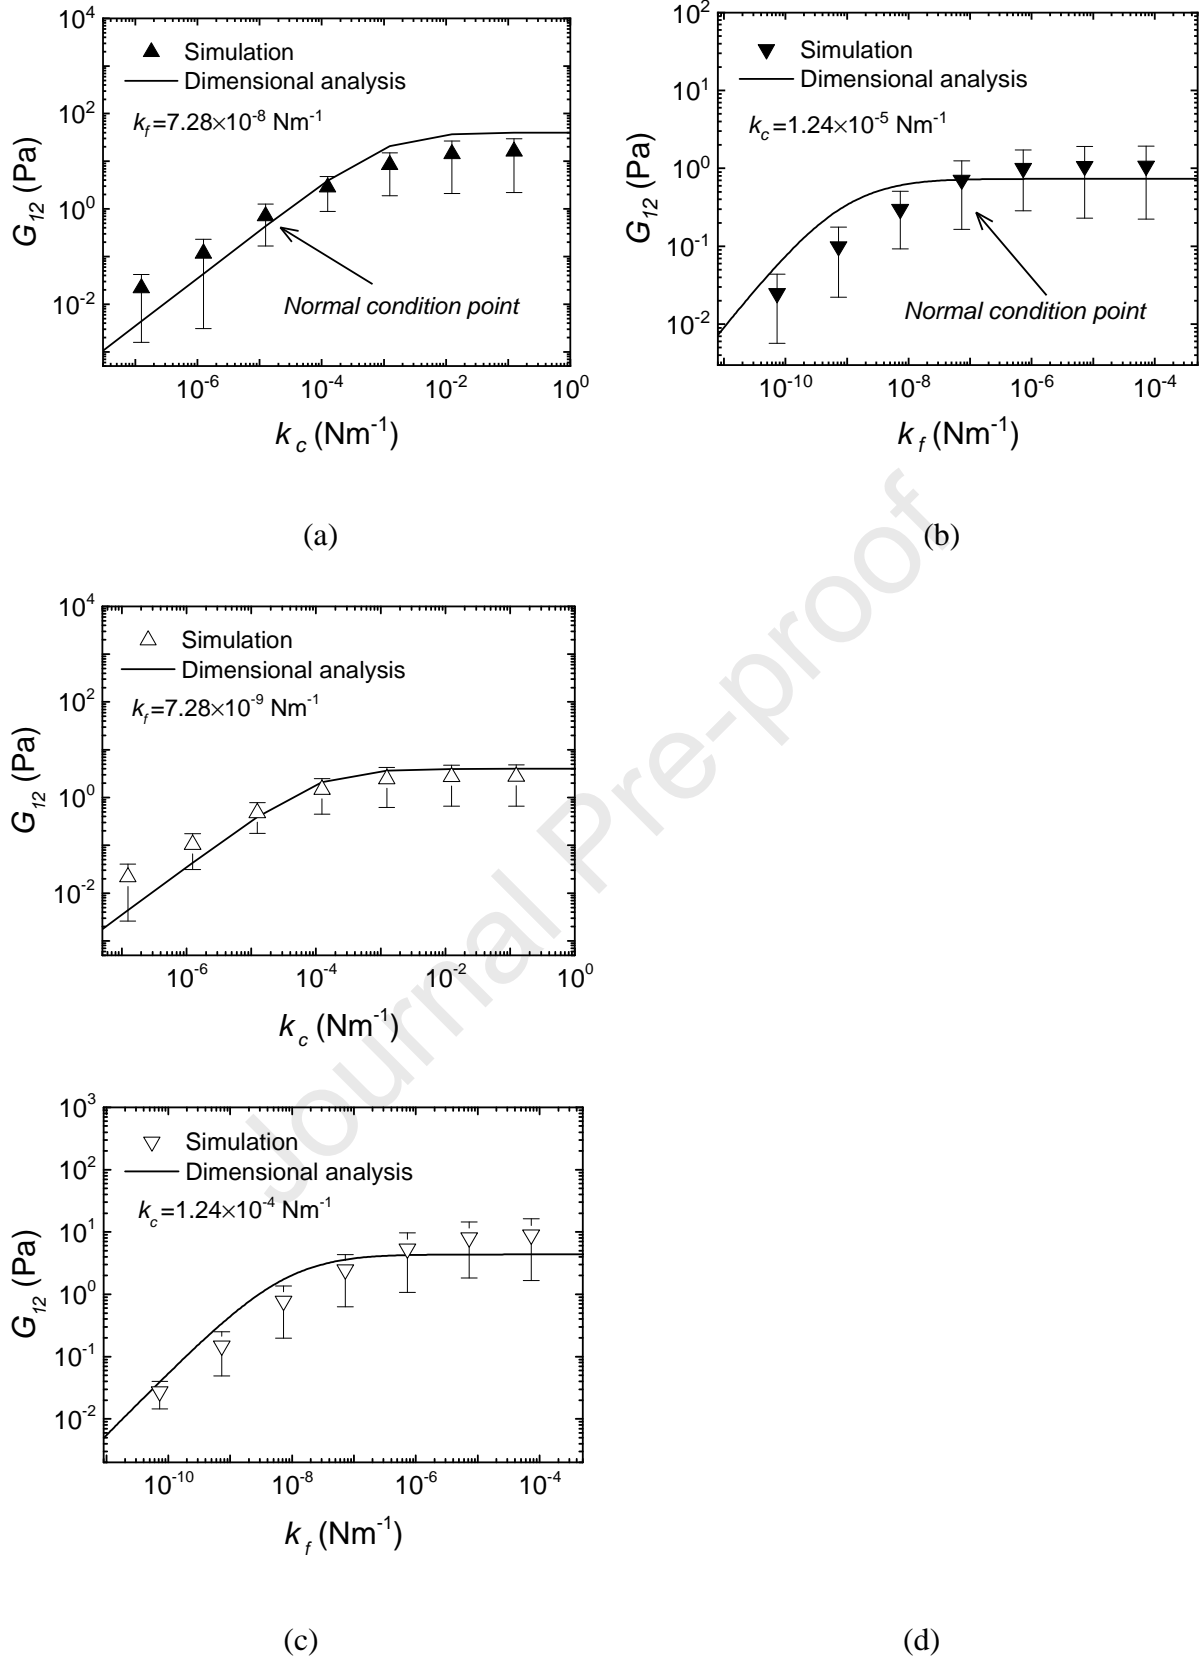 10⁴
10²
10⁰
10⁻²
G₁₂ (Pa)
Simulation
Dimensional analysis
k_f=7.28×10⁻⁸ Nm⁻¹
Normal condition point
10⁻⁶ 10⁻⁴ 10⁻² 10⁰
k_c (Nm⁻¹)
(a)
10²
10¹
10⁰
10⁻¹
10⁻²
G₁₂ (Pa)
Simulation
Dimensional analysis
k_c=1.24×10⁻⁵ Nm⁻¹
Normal condition point
10⁻¹⁰ 10⁻⁸ 10⁻⁶ 10⁻⁴
k_f (Nm⁻¹)
(b)
10⁴
10²
10⁰
10⁻²
G₁₂ (Pa)
Simulation
Dimensional analysis
k_f=7.28×10⁻⁹ Nm⁻¹
10⁻⁶ 10⁻⁴ 10⁻² 10⁰
k_c (Nm⁻¹)
Journal Pre-proof
10³
10²
10¹
10⁰
10⁻¹
10⁻²
G₁₂ (Pa)
Simulation
Dimensional analysis
k_c=1.24×10⁻⁴ Nm⁻¹
10⁻¹⁰ 10⁻⁸ 10⁻⁶ 10⁻⁴
k_f (Nm⁻¹)
(c)
(d)